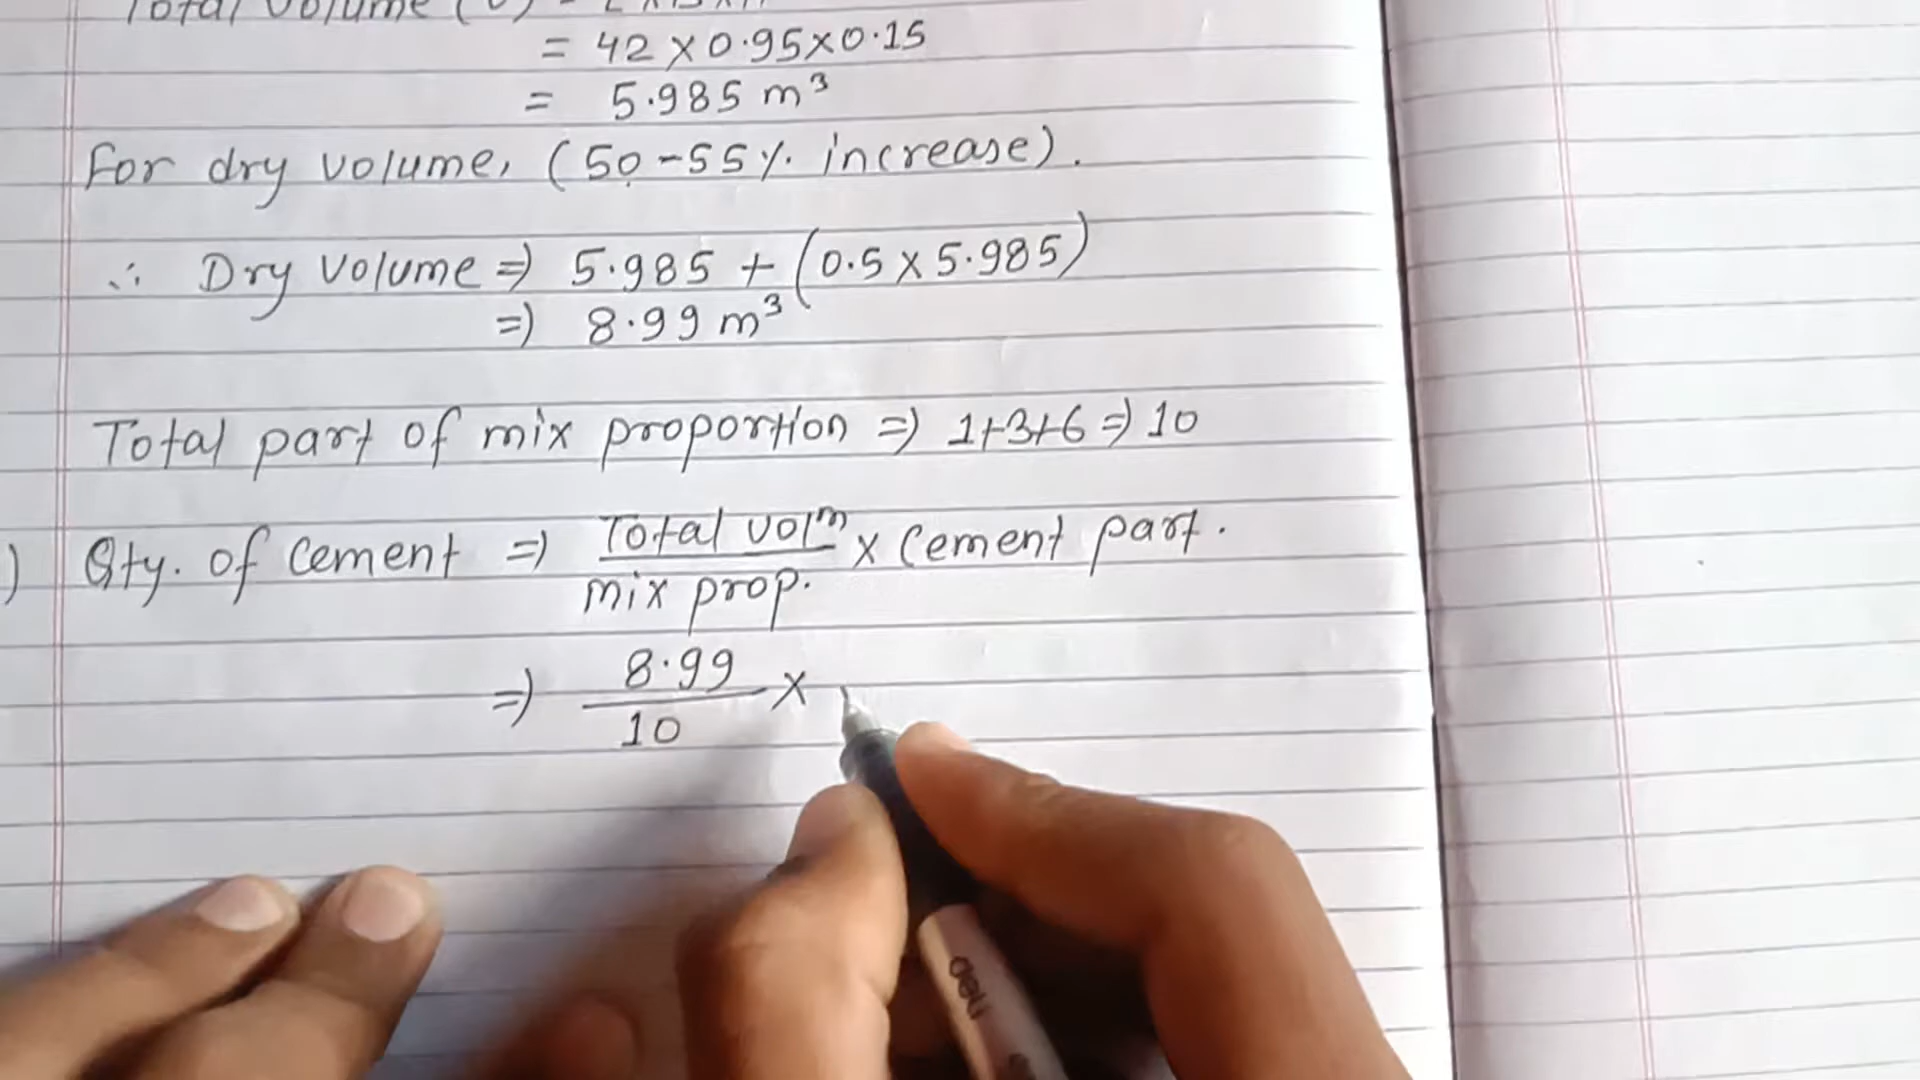 Total Volume (V) =
= 42 × 0.95 × 0.15
= 5.985 m³
For dry volume, (50-55% increase).
∴ Dry Volume ⇒ 5.985 + (0.5 × 5.985)
⇒ 8.99 m³
Total part of mix proportion ⇒ 1+3+6 ⇒ 10
) Qty. of Cement ⇒ Total volᵐ / mix prop. × Cement part.
⇒ 8.99 / 10 ×
deli